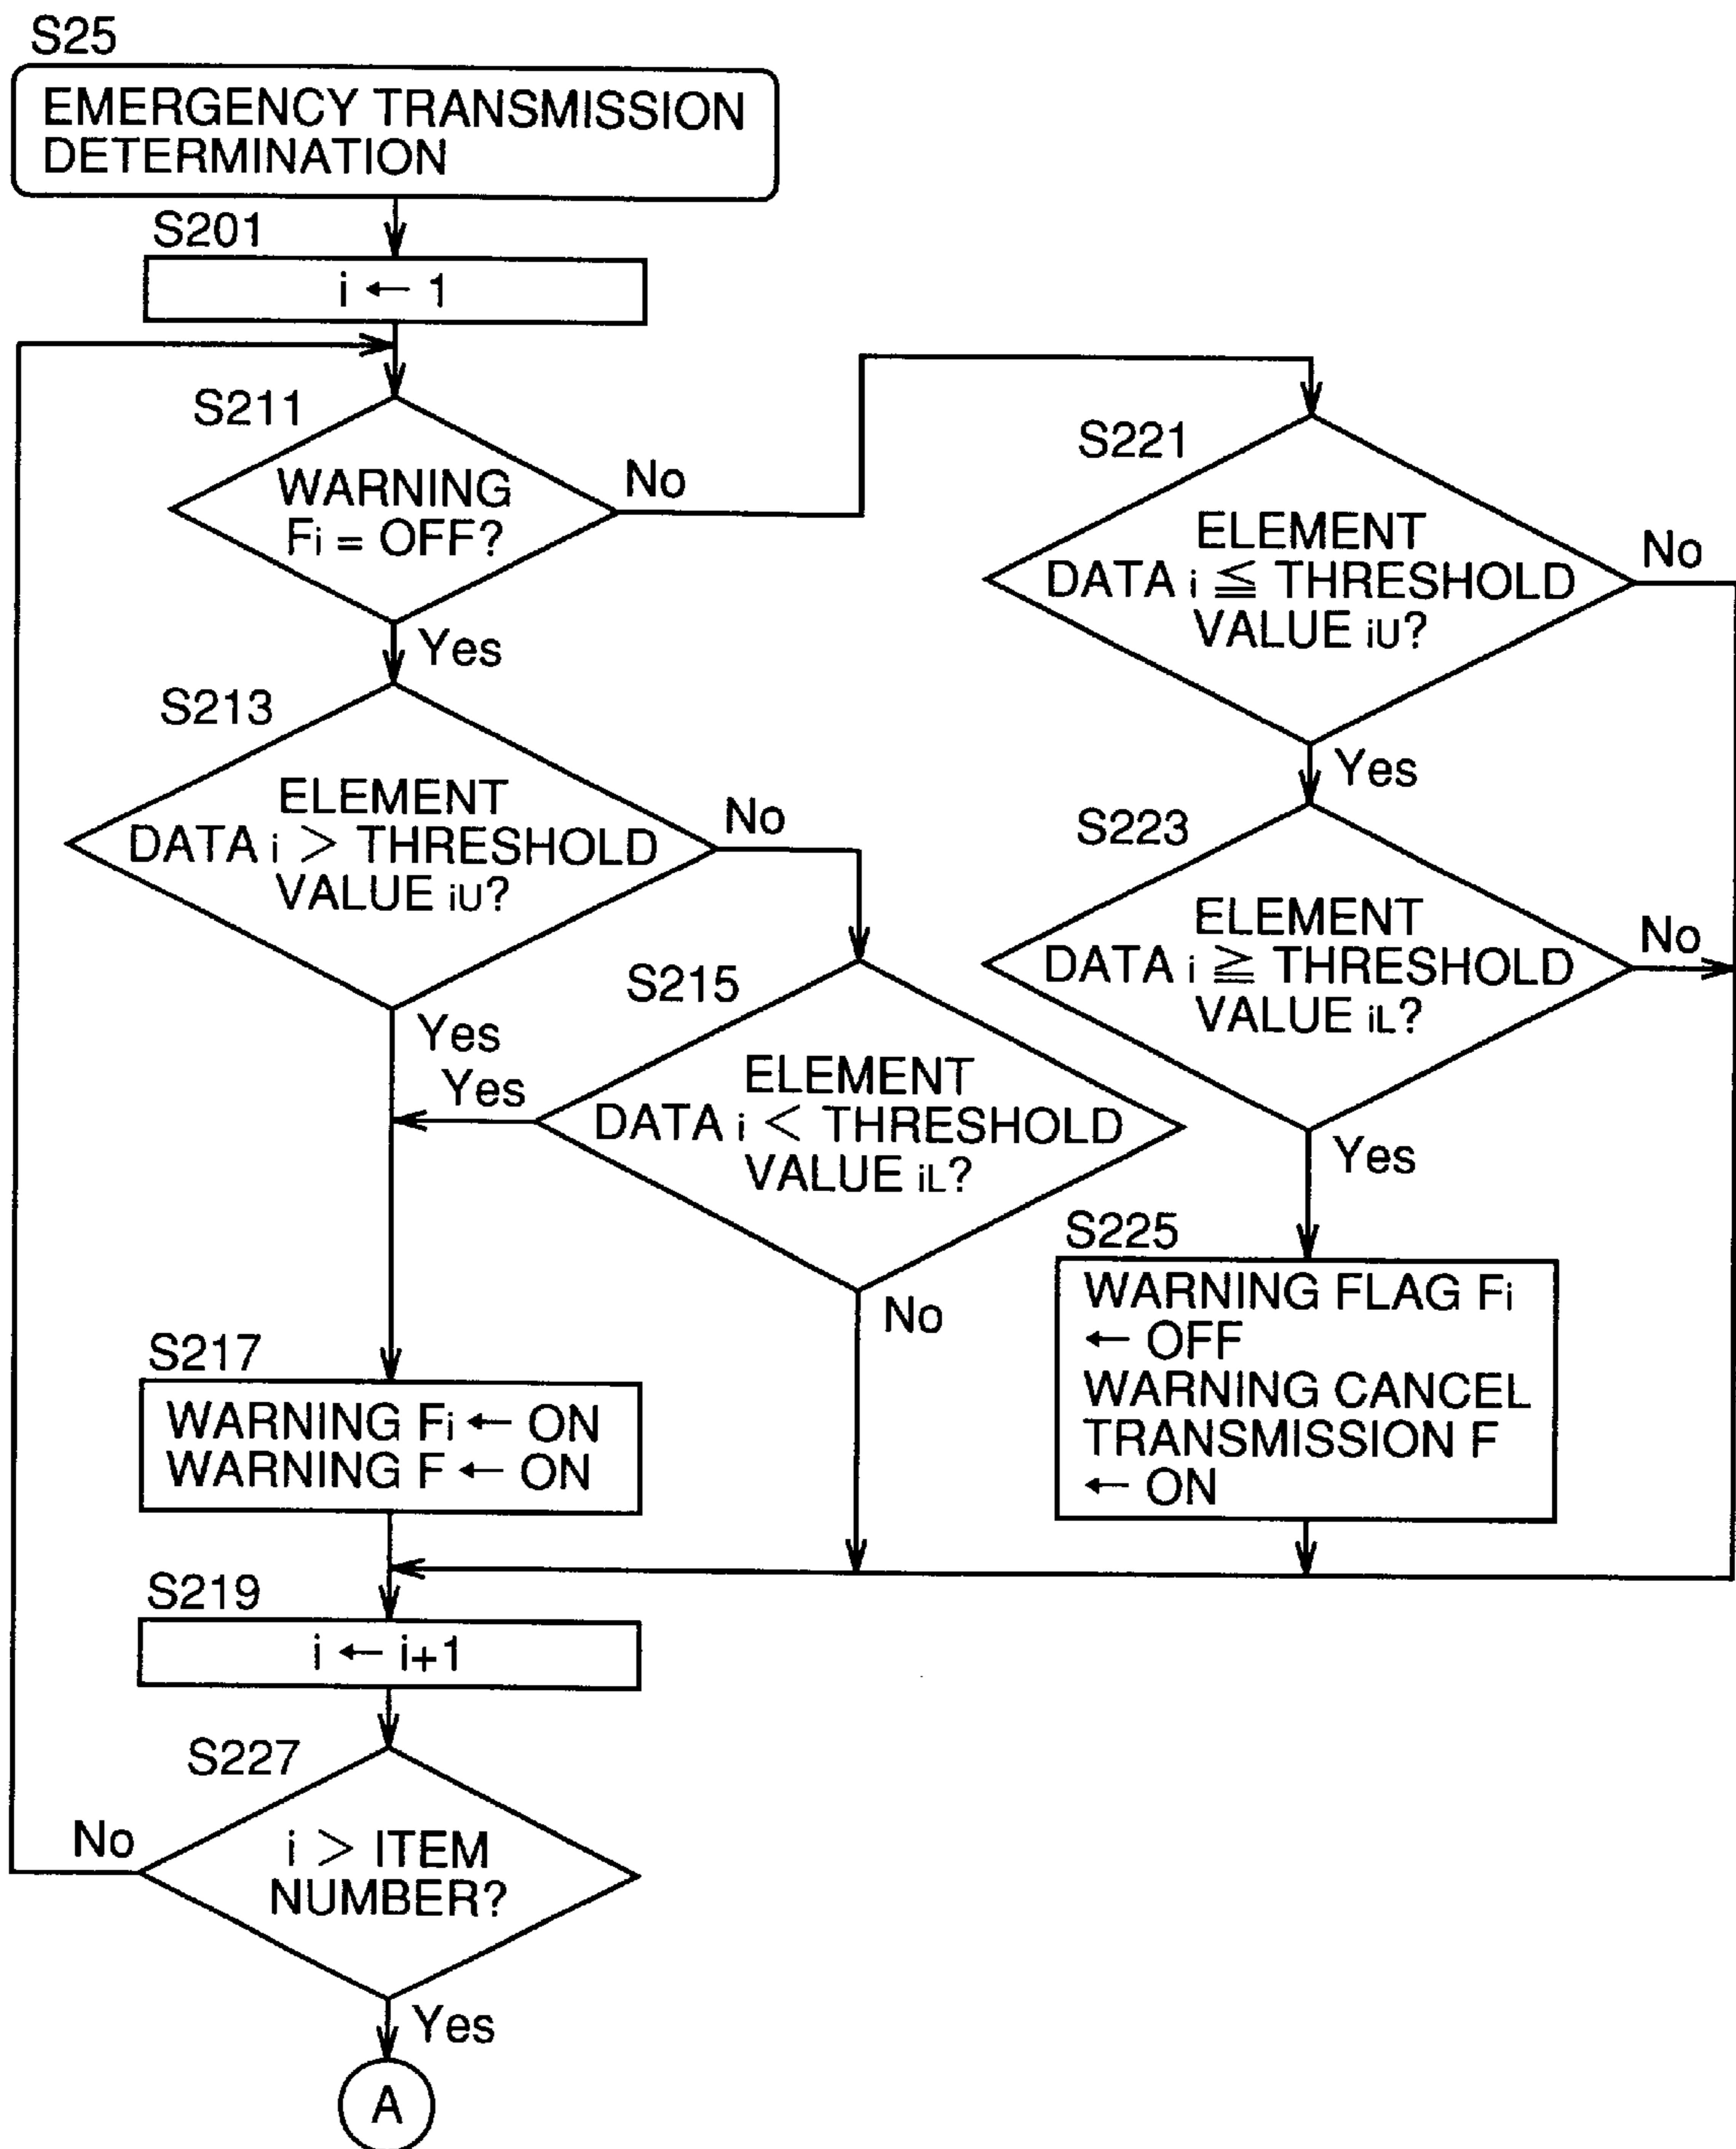 S25
EMERGENCY TRANSMISSION
DETERMINATION
S201
i ← 1
S211
WARNING
Fi = OFF?
No
Yes
S213
ELEMENT
DATA i > THRESHOLD
VALUE iU?
No
Yes
S215
ELEMENT
DATA i < THRESHOLD
VALUE iL?
Yes
No
S217
WARNING Fi ← ON
WARNING F ← ON
S219
i ← i+1
S227
i > ITEM
NUMBER?
No
Yes
A
S221
ELEMENT
DATA i ≦ THRESHOLD
VALUE iU?
No
Yes
S223
ELEMENT
DATA i ≧ THRESHOLD
VALUE iL?
No
Yes
S225
WARNING FLAG Fi
← OFF
WARNING CANCEL
TRANSMISSION F
← ON